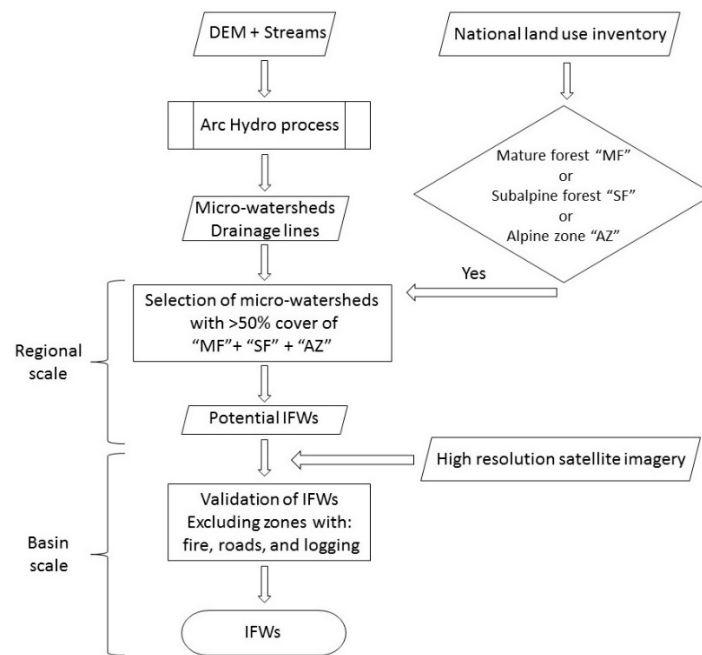 DEM + Streams
National land use inventory
Arc Hydro process
Mature forest “MF”
or
Subalpine forest “SF”
or
Alpine zone “AZ”
Micro-watersheds
Drainage lines
Yes
Selection of micro-watersheds
with >50% cover of
“MF”+ “SF” + “AZ”
Regional
scale
Potential IFWs
High resolution satellite imagery
Validation of IFWs
Excluding zones with:
fire, roads, and logging
Basin
scale
IFWs